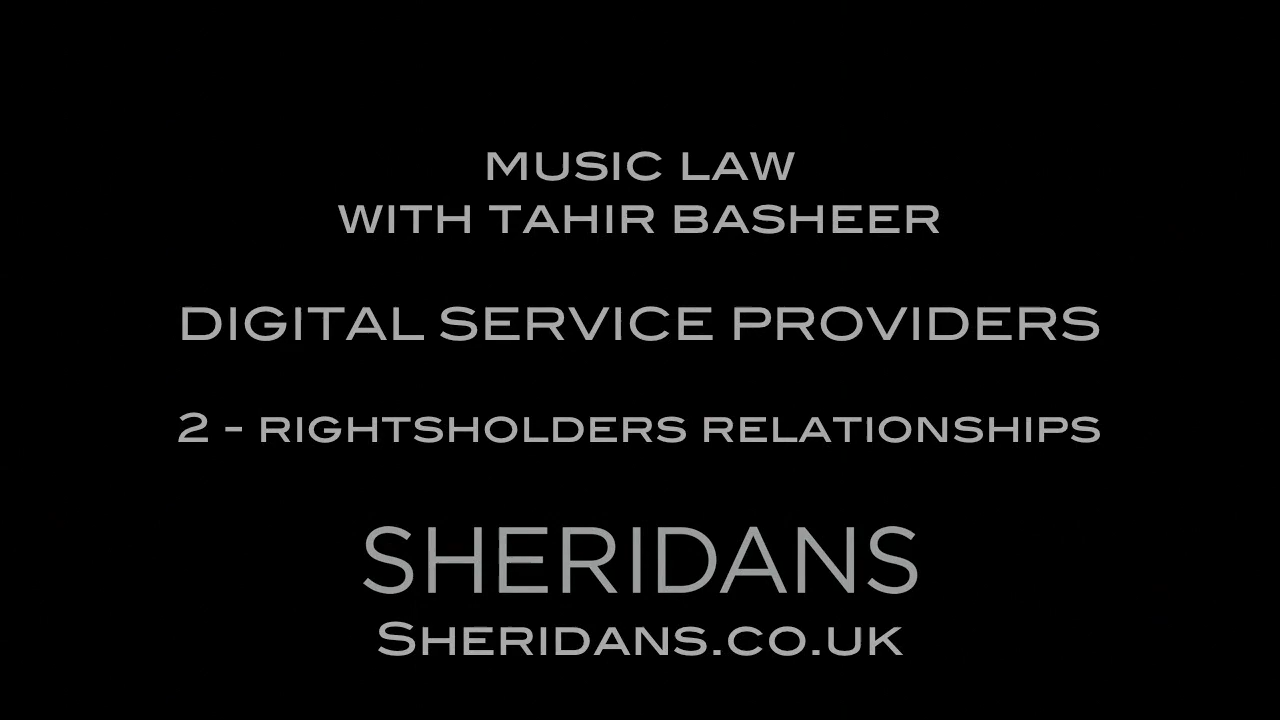 MUSIC LAW
WITH TAHIR BASHEER
DIGITAL SERVICE PROVIDERS
2 - RIGHTSHOLDERS RELATIONSHIPS
SHERIDANS
SHERIDANS.CO.UK